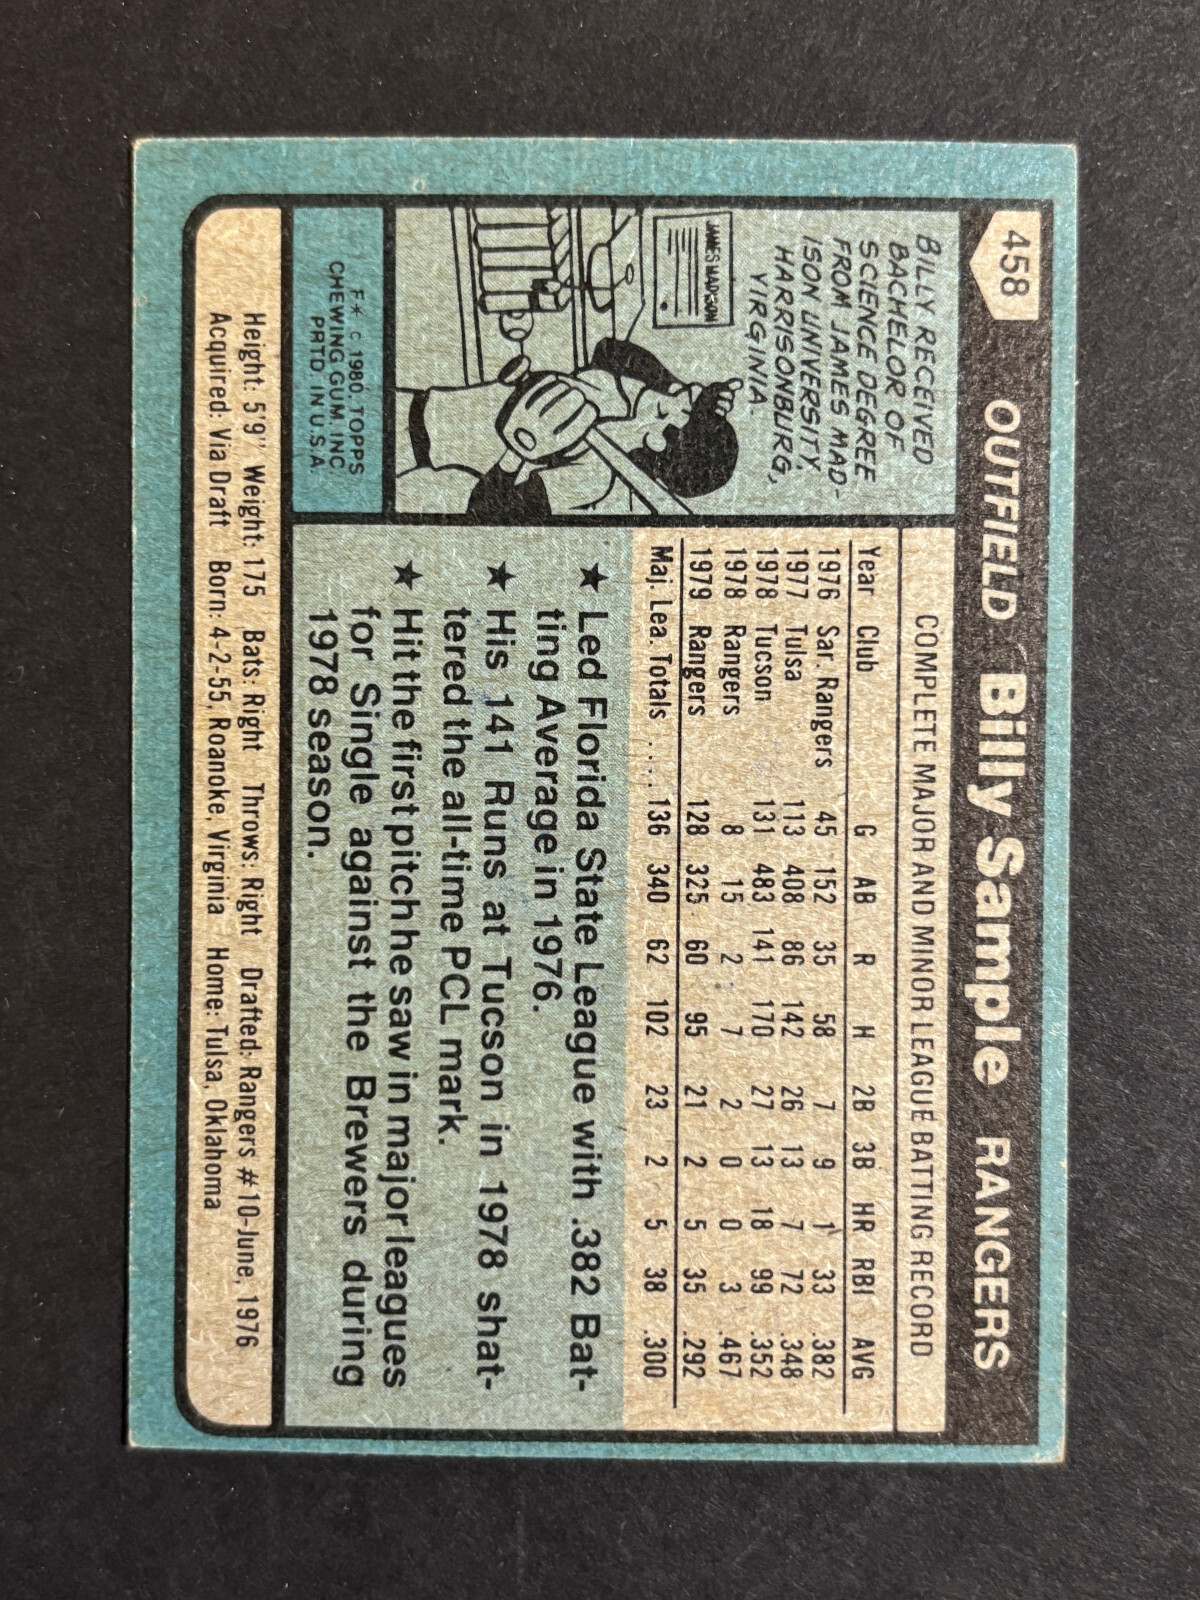 458 OUTFIELD Billy Sample RANGERS
BILLY RECEIVED
BACHELOR OF
SCIENCE DEGREE
FROM JAMES MAD-
ISON UNIVERSITY,
HARRISONBURG,
VIRGINIA.
JAMES MADISON
F* © 1980. TOPPS
CHEWING GUM. INC
PRTD. IN U.S.A.
COMPLETE MAJOR AND MINOR LEAGUE BATTING RECORD
Year Club G AB R H 2B 3B HR RBI AVG
1976 Sar. Rangers 45 152 35 58 7 9 1 33 .382
1977 Tulsa 113 408 86 142 26 13 7 72 .348
1978 Tucson 131 483 141 170 27 13 18 99 .352
1978 Rangers 8 15 2 7 2 0 0 3 .467
1979 Rangers 128 325 60 95 21 2 5 35 .292
Maj. Lea. Totals .... 136 340 62 102 23 2 5 38 .300
★ Led Florida State League with .382 Bat-
ting Average in 1976.
★ His 141 Runs at Tucson in 1978 shat-
tered the all-time PCL mark.
★ Hit the first pitch he saw in major leagues
for Single against the Brewers during
1978 season.
Height: 5'9" Weight: 175 Bats: Right Throws: Right Drafted: Rangers #10-June, 1976
Acquired: Via Draft Born: 4-2-55, Roanoke, Virginia Home: Tulsa, Oklahoma